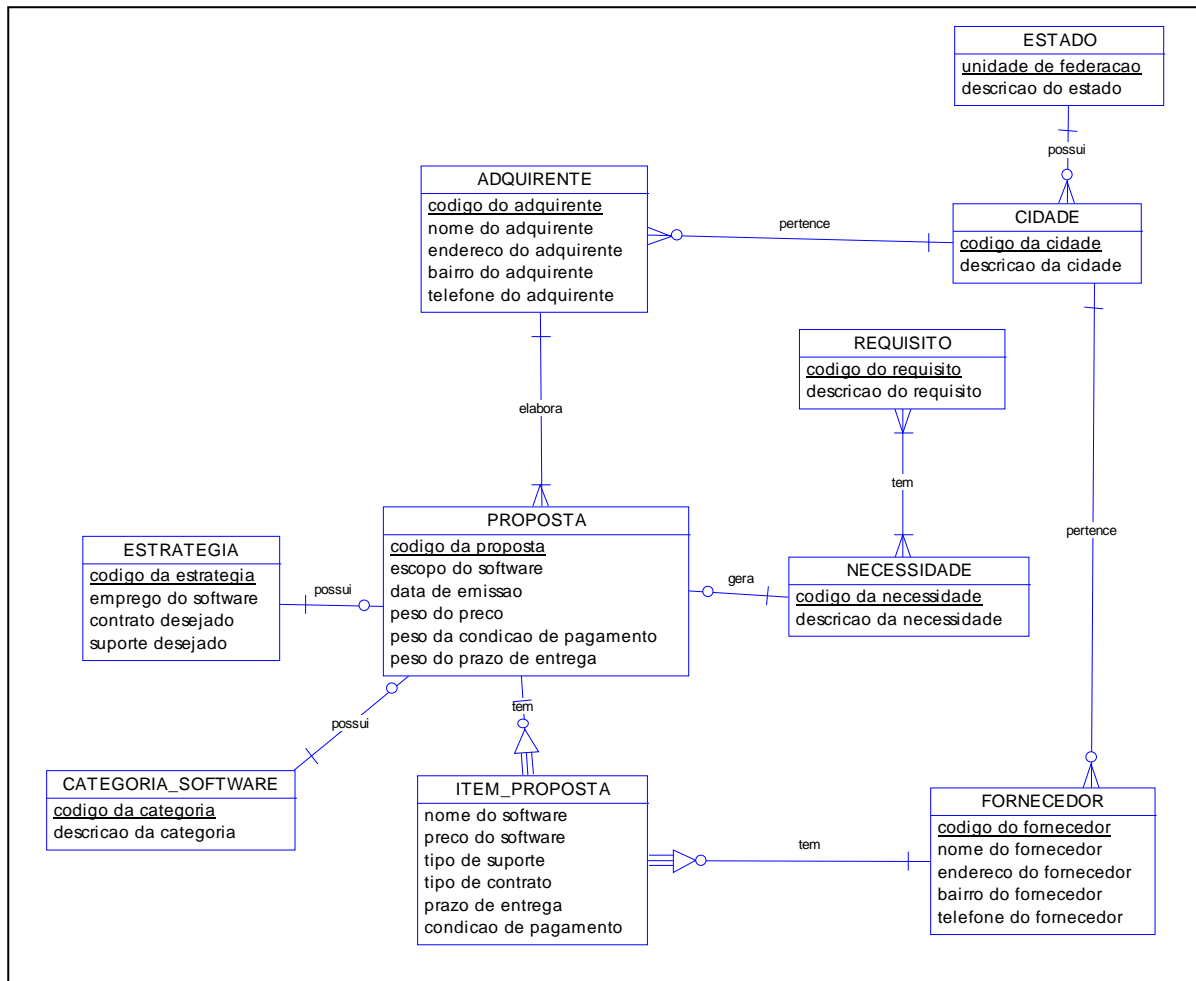 ESTADO
unidade de federacao
descricao do estado
possui
ADQUIRENTE
codigo do adquirente
nome do adquirente
endereco do adquirente
bairro do adquirente
telefone do adquirente
pertence
CIDADE
codigo da cidade
descricao da cidade
REQUISITO
codigo do requisito
descricao do requisito
elabora
tem
pertence
PROPOSTA
codigo da proposta
escopo do software
data de emissao
peso do preco
peso da condicao de pagamento
peso do prazo de entrega
ESTRATEGIA
codigo da estrategia
emprego do software
contrato desejado
suporte desejado
possui
gera
NECESSIDADE
codigo da necessidade
descricao da necessidade
possui
tem
CATEGORIA_SOFTWARE
codigo da categoria
descricao da categoria
ITEM_PROPOSTA
nome do software
preco do software
tipo de suporte
tipo de contrato
prazo de entrega
condicao de pagamento
tem
FORNECEDOR
codigo do fornecedor
nome do fornecedor
endereco do fornecedor
bairro do fornecedor
telefone do fornecedor